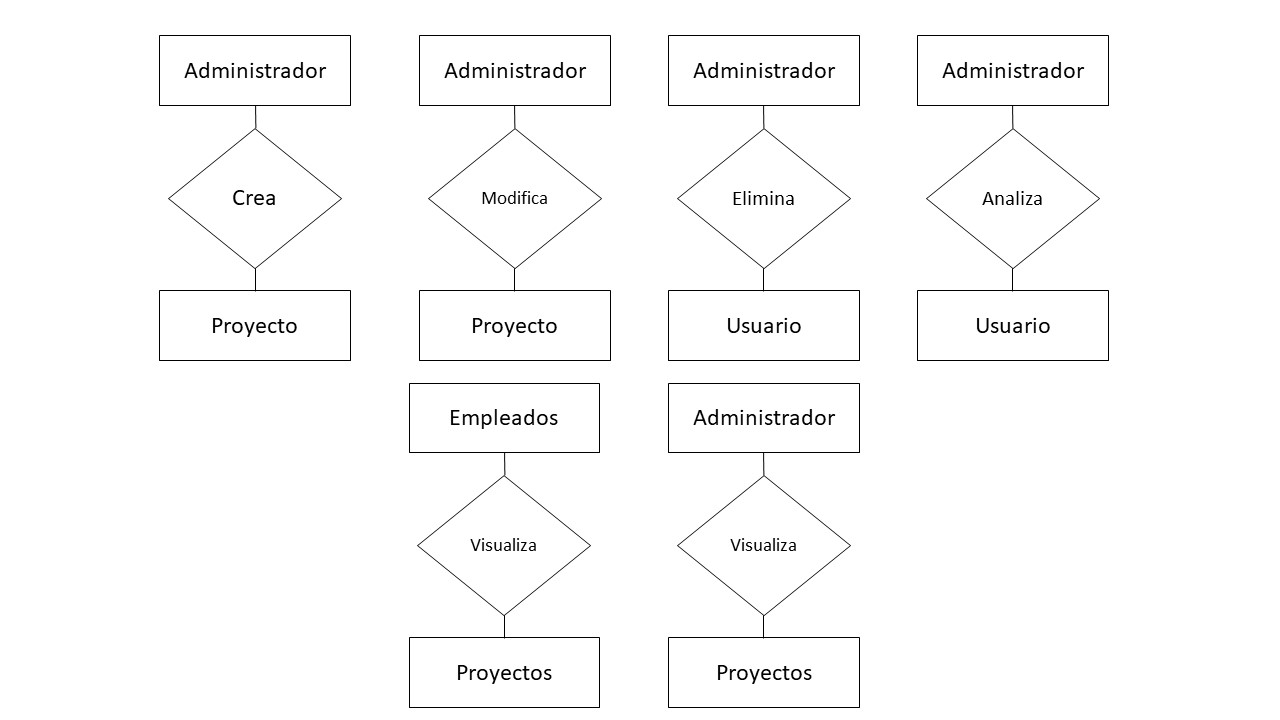 Administrador
Administrador
Administrador
Administrador
Crea
Modifica
Elimina
Analiza
Proyecto
Proyecto
Usuario
Usuario
Empleados
Administrador
Visualiza
Visualiza
Proyectos
Proyectos